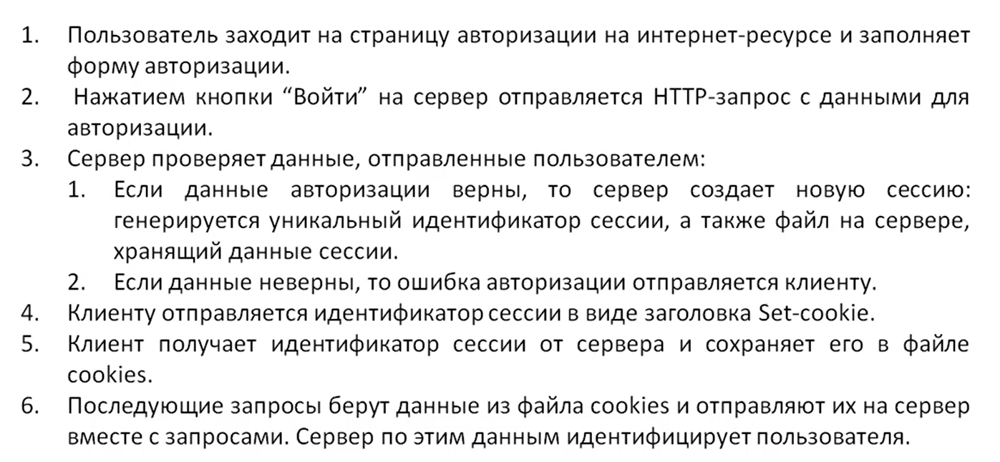 1. Пользователь заходит на страницу авторизации на интернет-ресурсе и заполняет
форму авторизации.
2. Нажатием кнопки “Войти” на сервер отправляется HTTP-запрос с данными для
авторизации.
3. Сервер проверяет данные, отправленные пользователем:
1. Если данные авторизации верны, то сервер создает новую сессию:
генерируется уникальный идентификатор сессии, а также файл на сервере,
хранящий данные сессии.
2. Если данные неверны, то ошибка авторизации отправляется клиенту.
4. Клиенту отправляется идентификатор сессии в виде заголовка Set-cookie.
5. Клиент получает идентификатор сессии от сервера и сохраняет его в файле
cookies.
6. Последующие запросы берут данные из файла cookies и отправляют их на сервер
вместе с запросами. Сервер по этим данным идентифицирует пользователя.